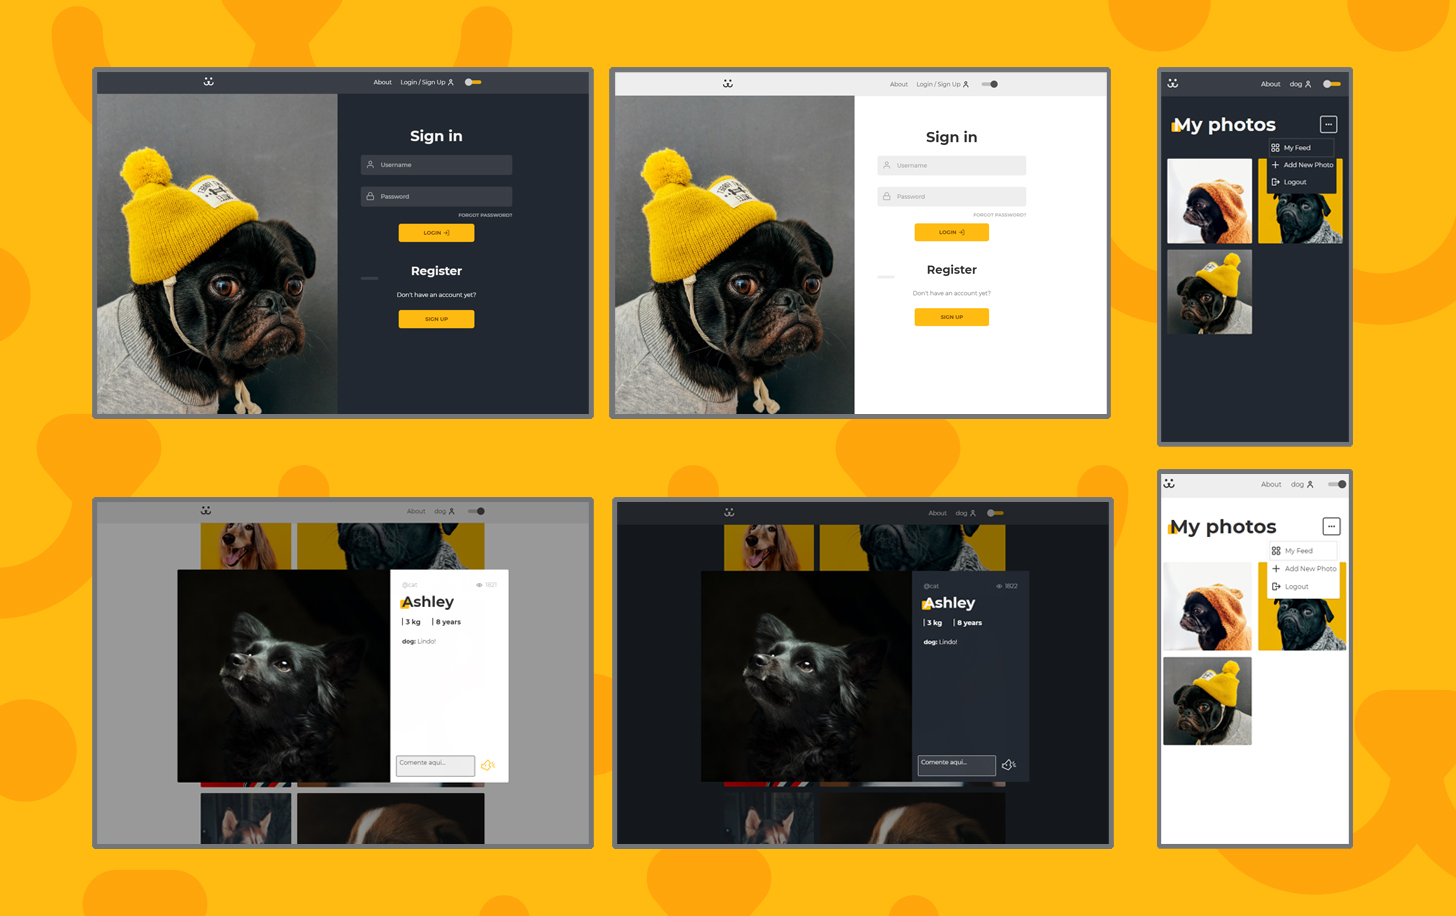 About Login / Sign Up
Sign in
Username
Password
FORGOT PASSWORD?
LOGIN
Register
Don't have an account yet?
SIGN UP
About Login / Sign Up
Sign in
Username
Password
FORGOT PASSWORD?
LOGIN
Register
Don't have an account yet?
SIGN UP
About dog
My photos
My Feed
Add New Photo
Logout
About dog
@cat 1821
Ashley
3 kg 8 years
dog: Lindo!
Comente aqui...
About dog
@cat 1822
Ashley
3 kg 8 years
dog: Lindo!
Comente aqui...
About dog
My photos
My Feed
Add New Photo
Logout